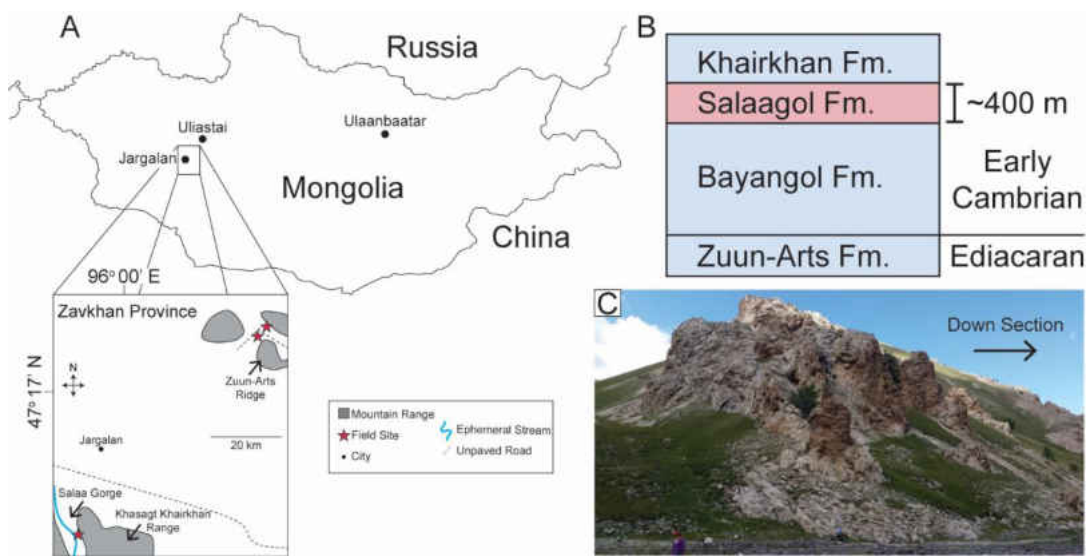 A
Russia
Uliastai
Ulaanbaatar
Jargalan
Mongolia
China
96° 00' E
47° 17' N
Zavkhan Province
N
Zuun-Arts
Ridge
20 km
Jargalan
Salaa Gorge
Khasagt Khairkhan
Range
Mountain Range
Field Site
City
Ephemeral Stream
Unpaved Road
B
Khairkhan Fm.
Salaagol Fm.
~400 m
Bayangol Fm.
Early
Cambrian
Zuun-Arts Fm.
Ediacaran
C
Down Section